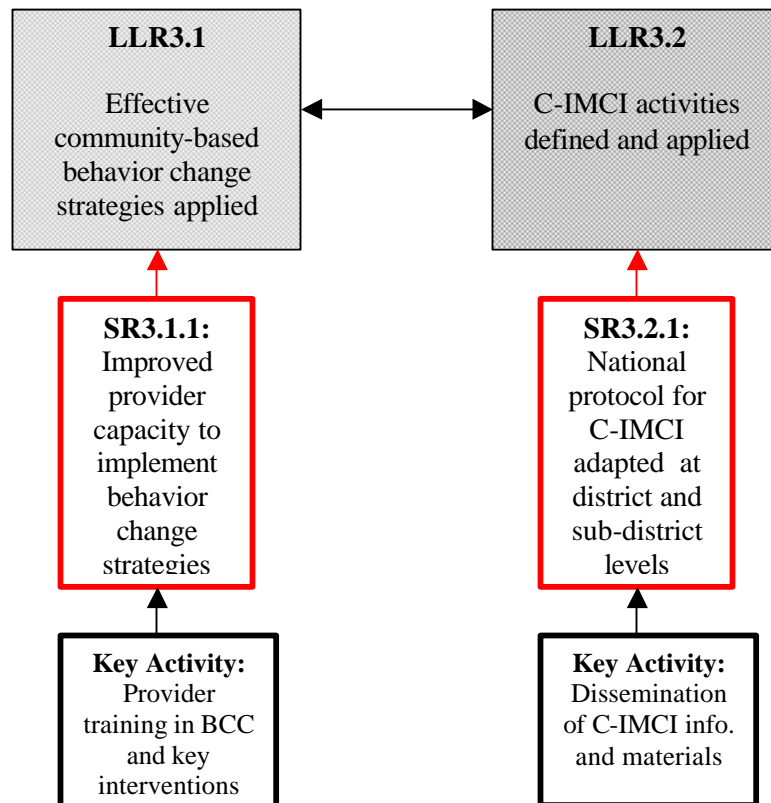 LLR3.1
Effective
community-based
behavior change
strategies applied
LLR3.2
C-IMCI activities
defined and applied
SR3.1.1:
Improved
provider
capacity to
implement
behavior
change
strategies
SR3.2.1:
National
protocol for
C-IMCI
adapted at
district and
sub-district
levels
Key Activity:
Provider
training in BCC
and key
interventions
Key Activity:
Dissemination
of C-IMCI info.
and materials